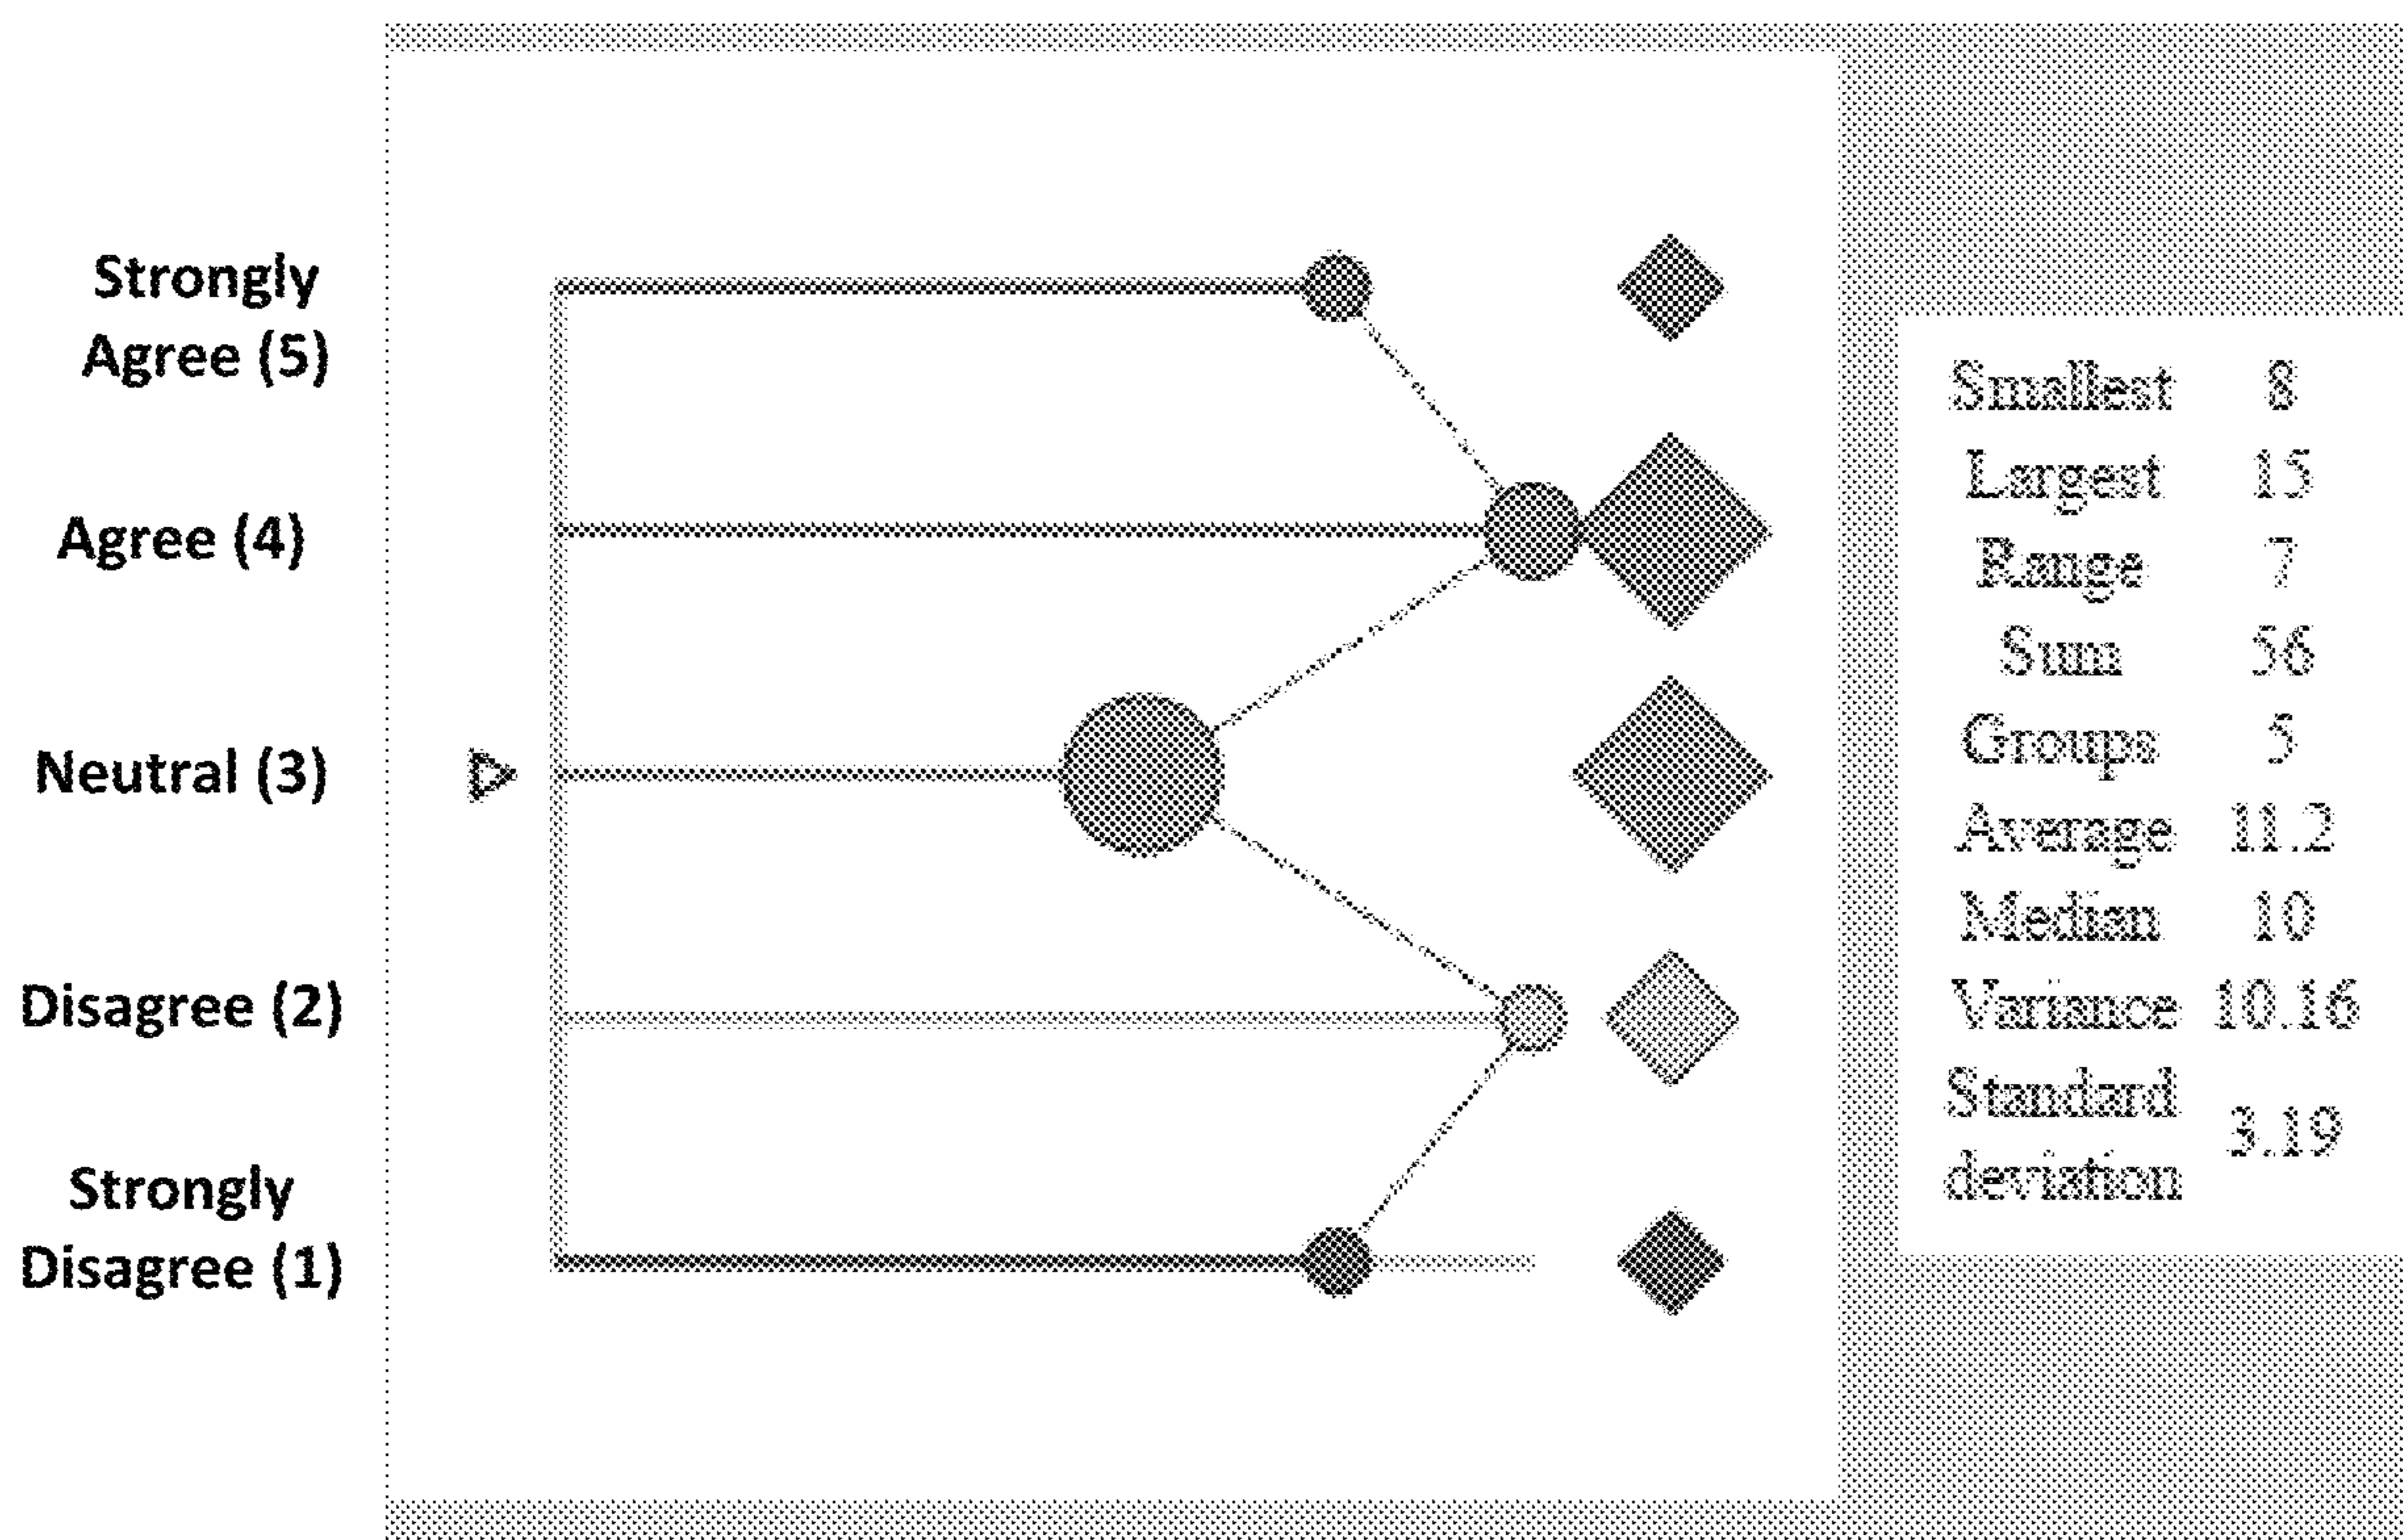 Strongly
Agree (5)
Agree (4)
Neutral (3)
Disagree (2)
Strongly
Disagree (1)
Smallest 8
Largest 15
Range 7
Sum 56
Groups 5
Average 11.2
Median 10
Variance 10.16
Standard
deviation 3.19